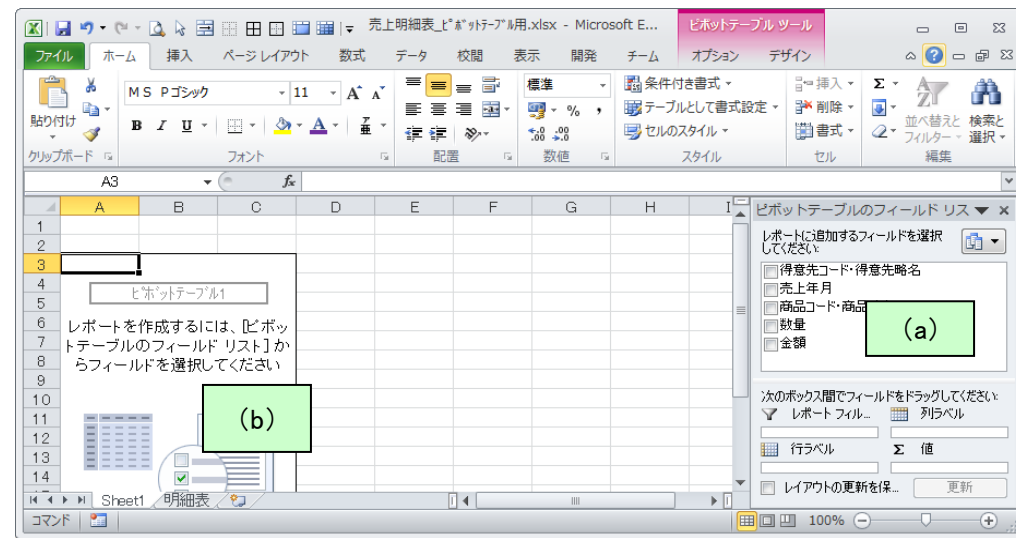 売上明細表_ﾋﾟﾎﾞｯﾄﾃｰﾌﾞﾙ用.xlsx - Microsoft E...
ピボットテーブル ツール
ファイル ホーム 挿入 ページ レイアウト 数式 データ 校閲 表示 開発 チーム オプション デザイン
貼り付け
MS Pゴシック 11
B I U A
標準
% ,
条件付き書式
テーブルとして書式設定
セルのスタイル
挿入
削除
書式
Σ
並べ替えと
フィルター
検索と
選択
クリップボード フォント 配置 数値 スタイル セル 編集
A3 fx
A B C D E F G H I
1
2
3
4
5
6
7
8
9
10
11
12
13
14
ﾋﾟﾎﾞｯﾄﾃｰﾌﾞﾙ1
レポートを作成するには、[ピボッ
トテーブルのフィールド リスト] か
らフィールドを選択してください
(b)
ピボットテーブルのフィールド リス
レポートに追加するフィールドを選択
してください:
得意先コード・得意先略名
売上年月
商品コード・商品
数量
金額
(a)
次のボックス間でフィールドをドラッグしてください:
レポート フィル... 列ラベル
行ラベル Σ 値
レイアウトの更新を保... 更新
Sheet1 明細表
コマンド
100%